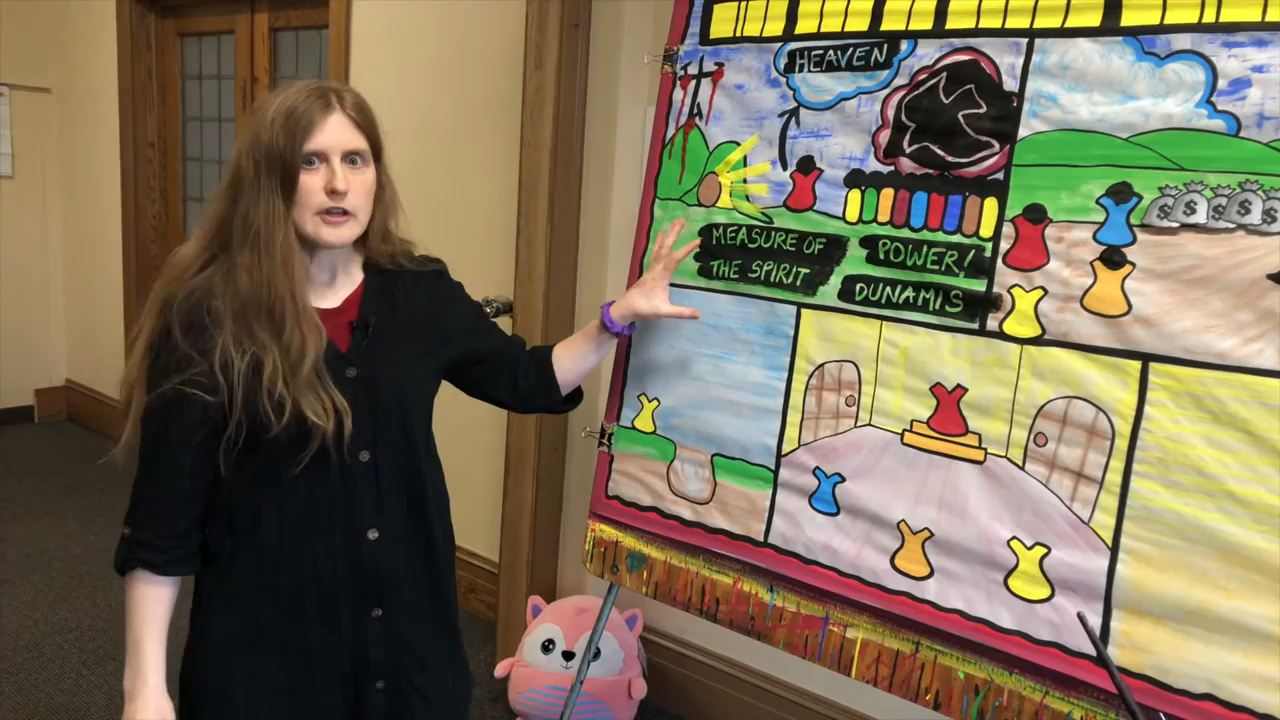 HEAVEN
MEASURE OF
THE SPIRIT
POWER!
DUNAMIS
$ $ $ $